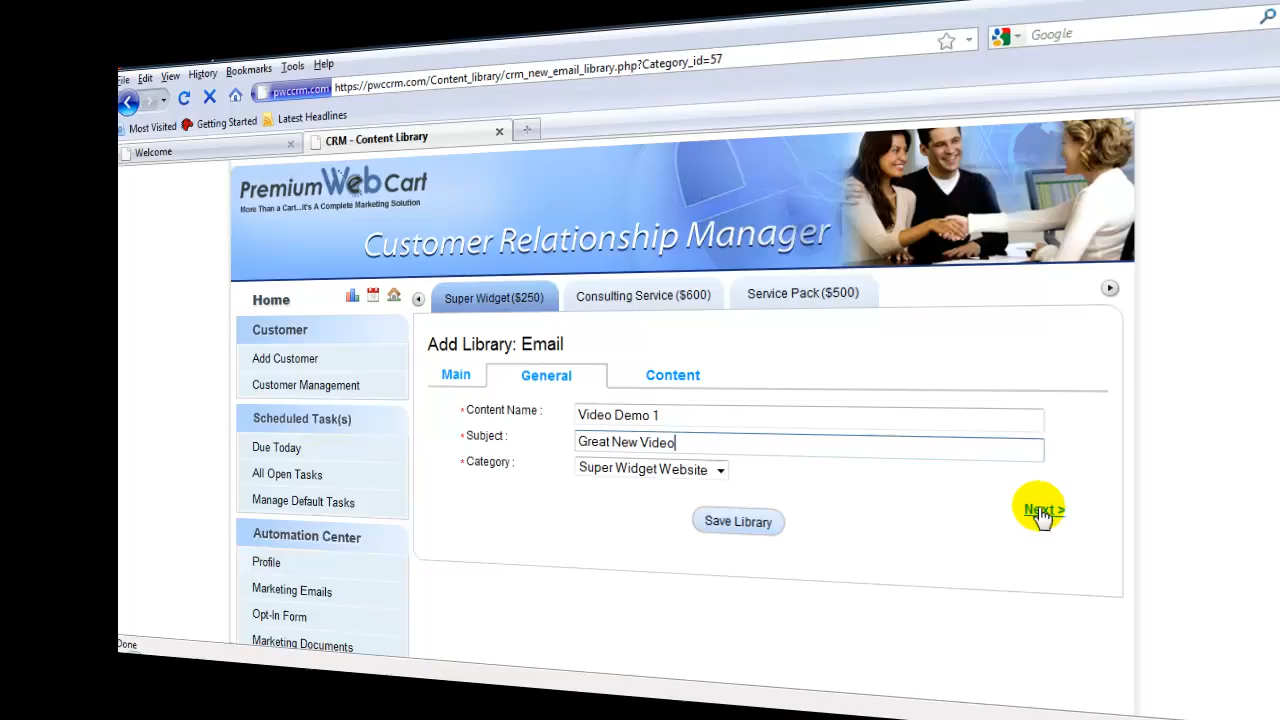 File Edit View History Bookmarks Tools Help
pwccrm.com https://pwccrm.com/Content_library/crm_new_email_library.php?Category_id=57
Google
Most Visited Getting Started Latest Headlines
Welcome
CRM - Content Library
Premium Web Cart
More Than a Cart...It's A Complete Marketing Solution
Customer Relationship Manager
Home
Super Widget ($250) Consulting Service ($600) Service Pack ($500)
Customer
Add Customer
Customer Management
Scheduled Task(s)
Due Today
All Open Tasks
Manage Default Tasks
Automation Center
Profile
Marketing Emails
Opt-In Form
Marketing Documents
Add Library: Email
Main General Content
*Content Name : Video Demo 1
*Subject : Great New Video
*Category : Super Widget Website
Save Library
Next >
Done